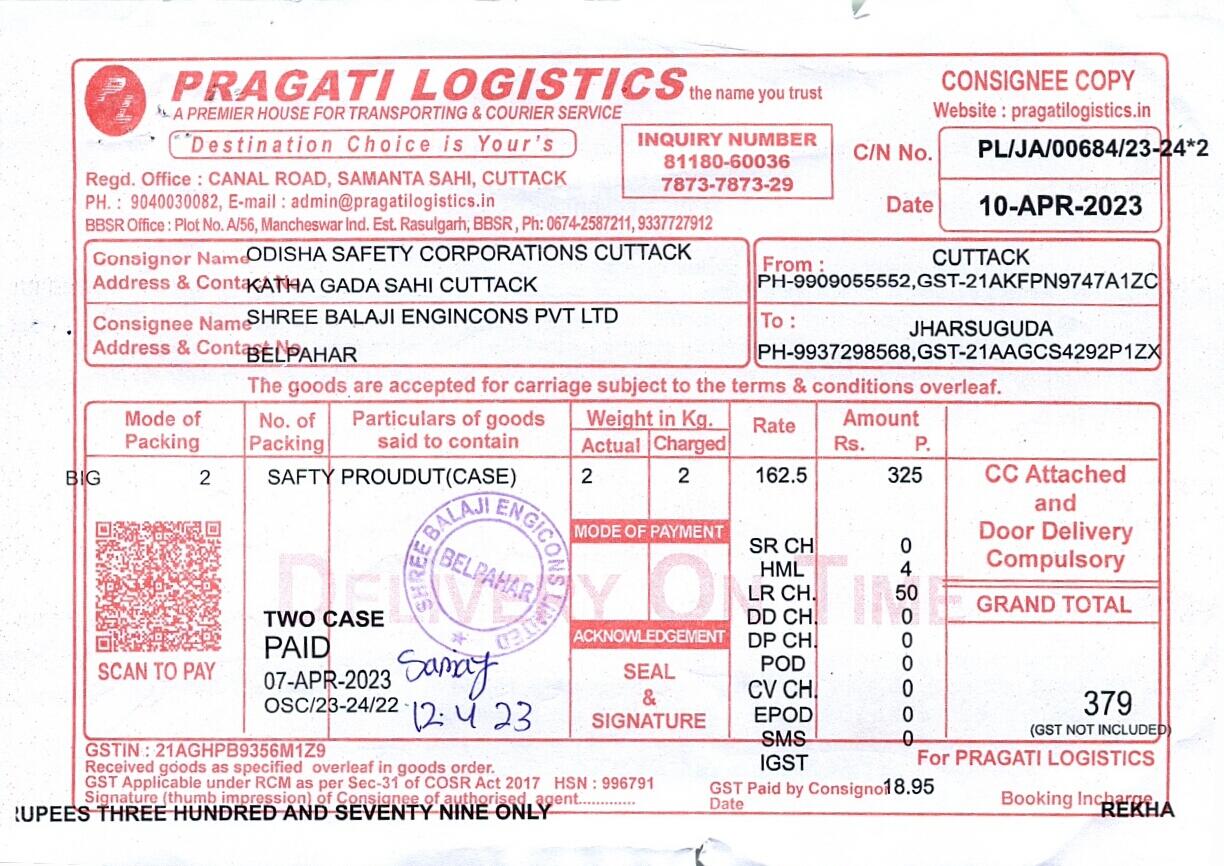 PRAGATI LOGISTICS the name you trust
A PREMIER HOUSE FOR TRANSPORTING & COURIER SERVICE
Destination Choice is Your's
INQUIRY NUMBER
81180-60036
7873-7873-29
CONSIGNEE COPY
Website : pragatilogistics.in
C/N No. PL/JA/00684/23-24*2
Date 10-APR-2023
Regd. Office : CANAL ROAD, SAMANTA SAHI, CUTTACK
PH. : 9040030082, E-mail : admin@pragatilogistics.in
BBSR Office : Plot No. A/56, Mancheswar Ind. Est. Rasulgarh, BBSR , Ph: 0674-2587211, 9337727912
Consignor Name ODISHA SAFETY CORPORATIONS CUTTACK
Address & Contact No. KATHA GADA SAHI CUTTACK
From : CUTTACK
PH-9909055552,GST-21AKFPN9747A1ZC
Consignee Name SHREE BALAJI ENGINCONS PVT LTD
Address & Contact No. BELPAHAR
To : JHARSUGUDA
PH-9937298568,GST-21AAGCS4292P1ZX
The goods are accepted for carriage subject to the terms & conditions overleaf.
Mode of Packing No. of Packing Particulars of goods said to contain Weight in Kg. Actual Charged Rate Amount Rs. P.
BIG 2 SAFTY PROUDUT(CASE) 2 2 162.5 325
CC Attached
and
Door Delivery
Compulsory
GRAND TOTAL
379
(GST NOT INCLUDED)
DELIVERY ON TIME
PL
SCAN TO PAY
SHREE BALAJI ENGICONS LIMITED
BELPAHAR
TWO CASE
PAID
07-APR-2023
OSC/23-24/22
Sanjay
12.4 23
MODE OF PAYMENT
ACKNOWLEDGEMENT
SEAL
&
SIGNATURE
SR CH 0
HML 4
LR CH. 50
DD CH 0
DP CH. 0
POD 0
CV CH. 0
EPOD 0
SMS 0
IGST
GSTIN : 21AGHPB9356M1Z9
Received goods as specified overleaf in goods order.
GST Applicable under RCM as per Sec-31 of COSR Act 2017 HSN : 996791
Signature (thumb impression) of Consignee of authorised agent.............
RUPEES THREE HUNDRED AND SEVENTY NINE ONLY
GST Paid by Consignor 18.95
Date
For PRAGATI LOGISTICS
Booking Incharge
REKHA